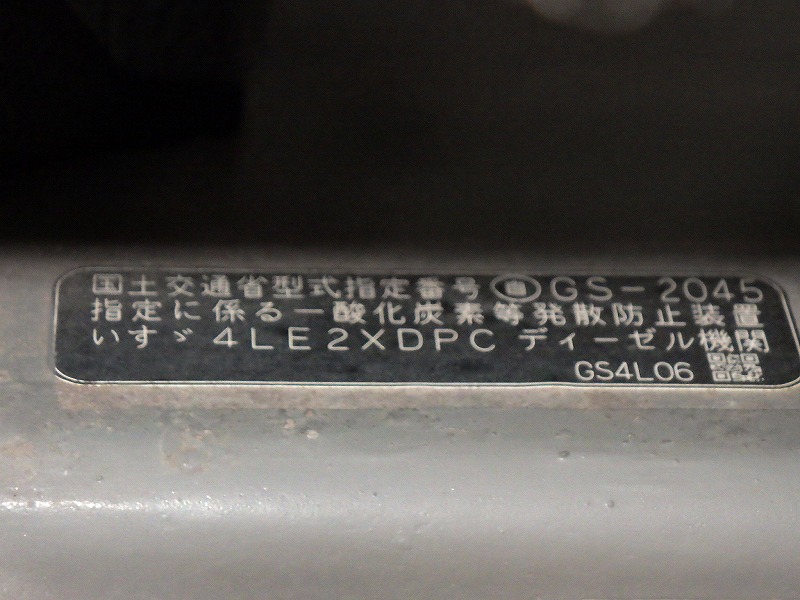 国土交通省型式指定番号 自 GS-2045
指定に係る一酸化炭素等発散防止装置
いすゞ 4LE2XDPC ディーゼル機関
GS4L06